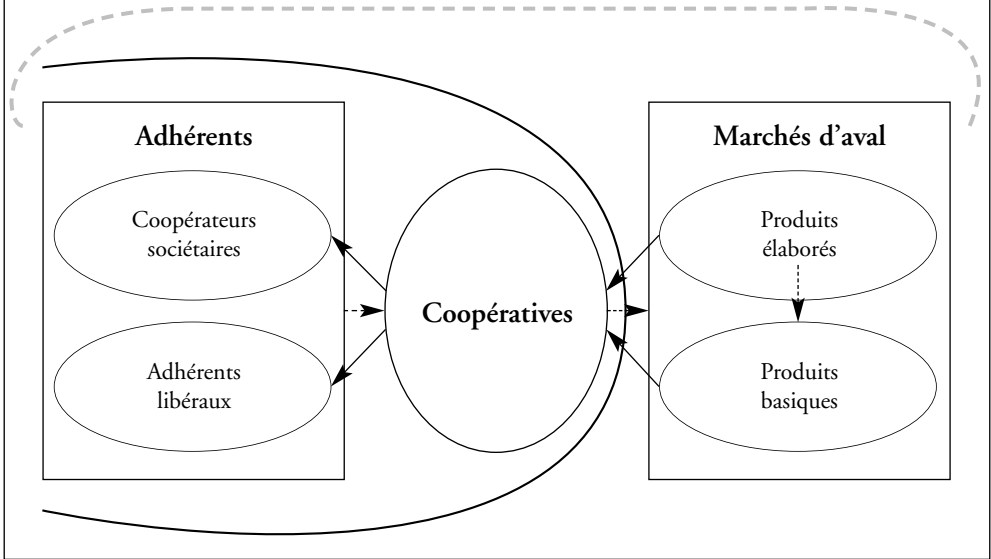 Adhérents
Coopérateurs
sociétaires
Adhérents
libéraux
Coopératives
Marchés d’aval
Produits
élaborés
Produits
basiques